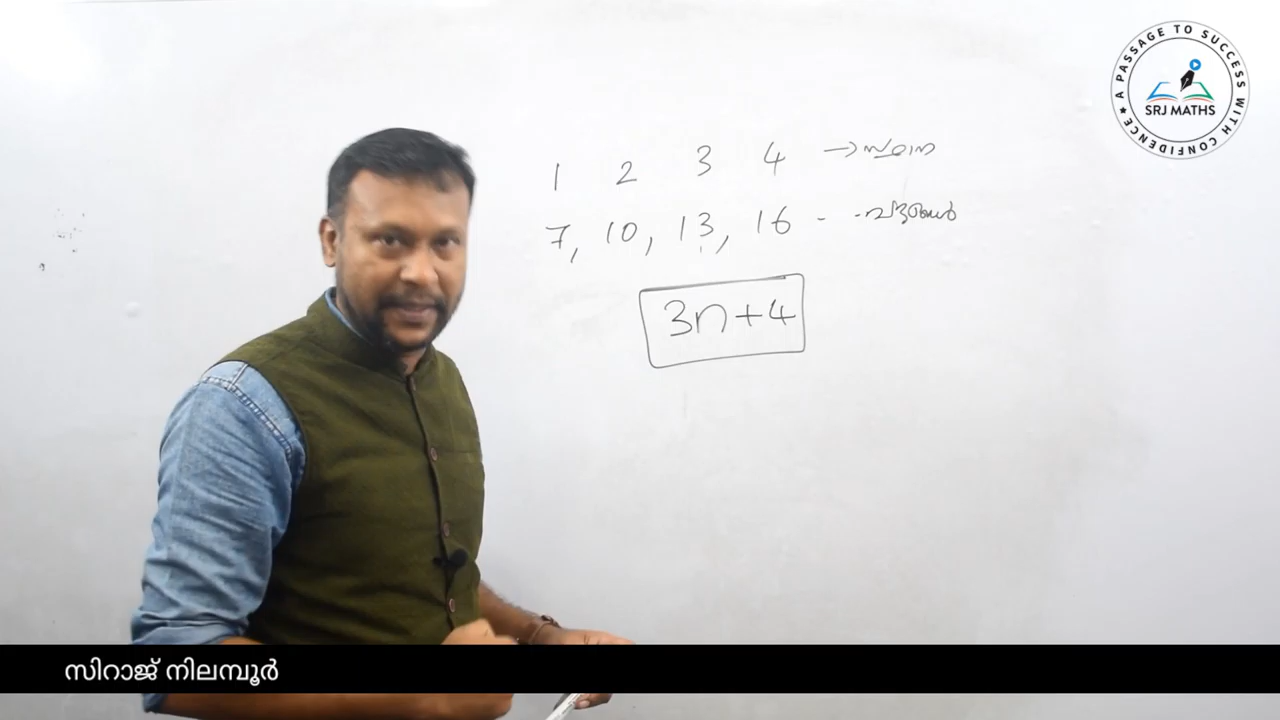 A PASSAGE TO SUCCESS WITH CONFIDENCE
SRJ MATHS
1 2 3 4 → സ്ഥാന
7, 10, 13, 16 - - പദങ്ങൾ
3n+4
സിറാജ് നിലമ്പൂർ